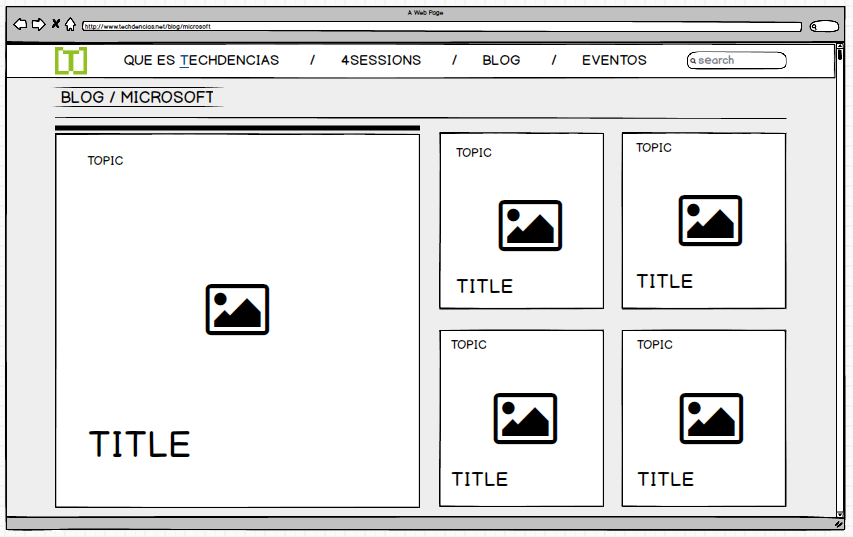 A Web Page
http://www.techdencias.net/blog/microsoft
[T] QUE ES TECHDENCIAS / 4SESSIONS / BLOG / EVENTOS search
BLOG / MICROSOFT
TOPIC
TITLE
TOPIC
TITLE
TOPIC
TITLE
TOPIC
TITLE
TOPIC
TITLE